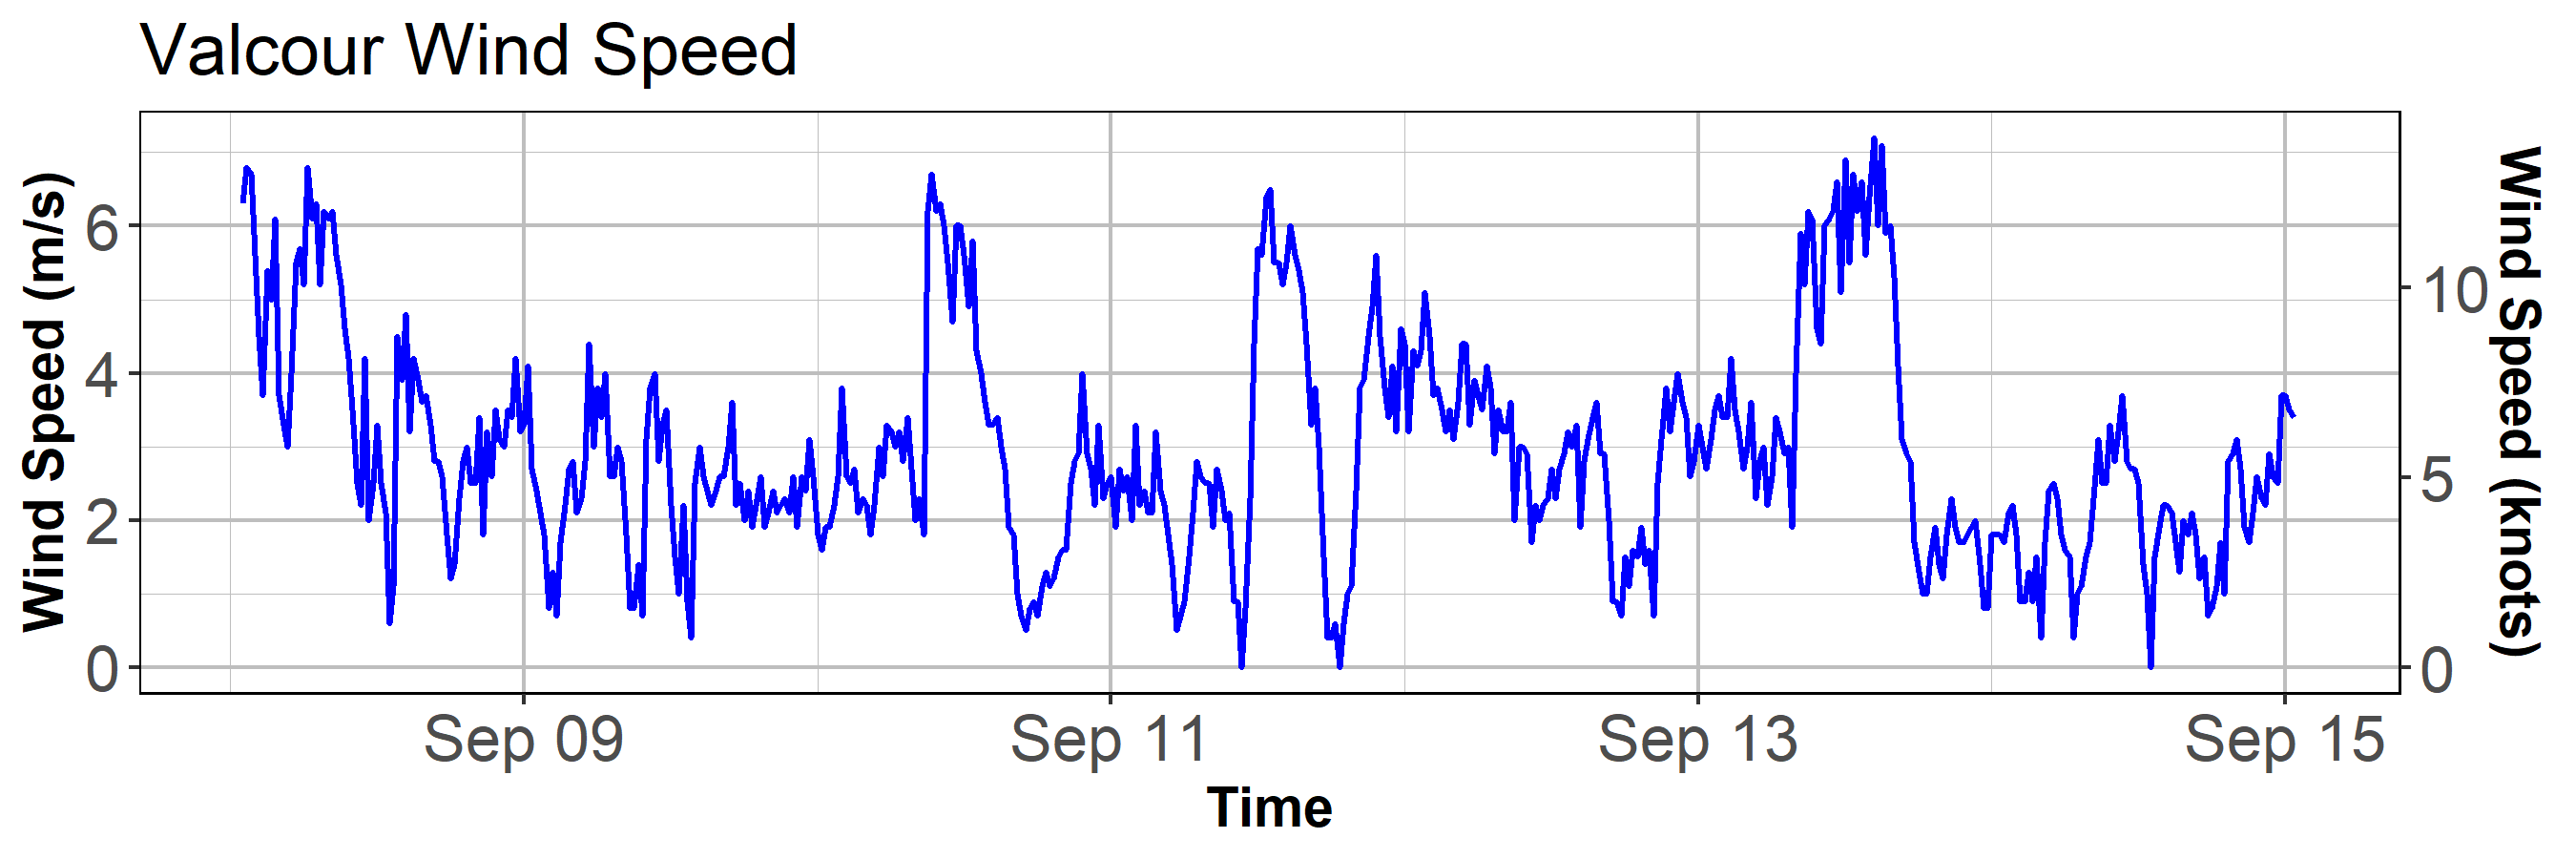 Valcour Wind Speed
Wind Speed (m/s)
6
4
2
0
10
5
0
Wind Speed (knots)
Sep 09
Sep 11
Sep 13
Sep 15
Time